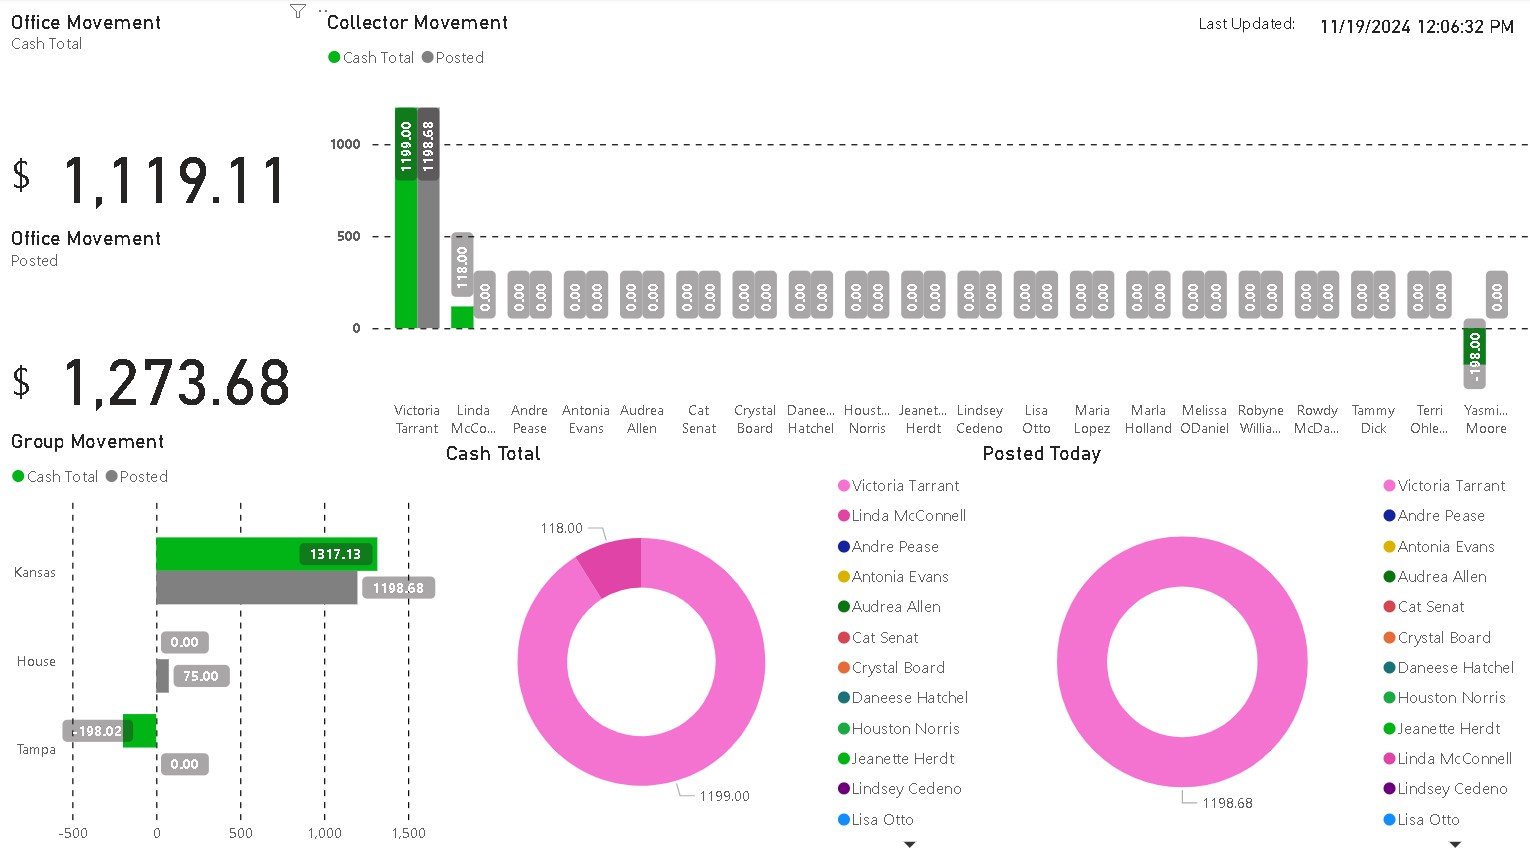 Office Movement
Cash Total
$ 1,119.11
Office Movement
Posted
$ 1,273.68
Collector Movement
Last Updated: 11/19/2024 12:06:32 PM
Cash Total Posted
1000
500
0
1199.00 1198.68 118.00 0.00 0.00 0.00 0.00 0.00 0.00 0.00 0.00 0.00 0.00 0.00 0.00 0.00 0.00 0.00 0.00 0.00 0.00 0.00 0.00 0.00 0.00 0.00 0.00 0.00 0.00 0.00 0.00 0.00 0.00 0.00 0.00 0.00 0.00 0.00 -198.00 0.00
Victoria Tarrant
Linda McCo...
Andre Pease
Antonia Evans
Audrea Allen
Cat Senat
Crystal Board
Danee... Hatchel
Houst... Norris
Jeanet... Herdt
Lindsey Cedeno
Lisa Otto
Maria Lopez
Marla Holland
Melissa ODaniel
Robyne Willia...
Rowdy McDa...
Tammy Dick
Terri Ohle...
Yasmi... Moore
Group Movement
Cash Total Posted
Kansas
1317.13
1198.68
House
0.00
75.00
Tampa
-198.02
0.00
-500 0 500 1,000 1,500
Cash Total
118.00
1199.00
Victoria Tarrant
Linda McConnell
Andre Pease
Antonia Evans
Audrea Allen
Cat Senat
Crystal Board
Daneese Hatchel
Houston Norris
Jeanette Herdt
Lindsey Cedeno
Lisa Otto
Posted Today
1198.68
Victoria Tarrant
Andre Pease
Antonia Evans
Audrea Allen
Cat Senat
Crystal Board
Daneese Hatchel
Houston Norris
Jeanette Herdt
Linda McConnell
Lindsey Cedeno
Lisa Otto